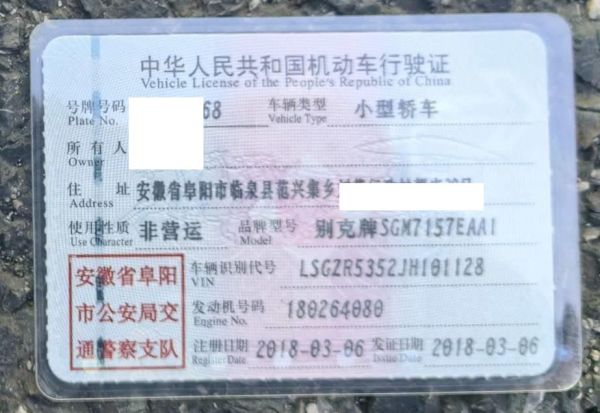 中华人民共和国机动车行驶证
Vehicle License of the People's Republic of China
号牌号码 68 车辆类型 小型轿车
Plate No. Vehicle Type
所有人
Owner
住址 安徽省阜阳市临泉县范兴集乡
Address
使用性质 非营运 品牌型号 别克牌SGM7157EAA1
Use Character Model
安徽省阜阳
市公安局交
通警察支队
车辆识别代号 LSGZR5352JH101128
VIN
发动机号码 180264080
Engine No.
注册日期 2018-03-06 发证日期 2018-03-06
Register Date Issue Date